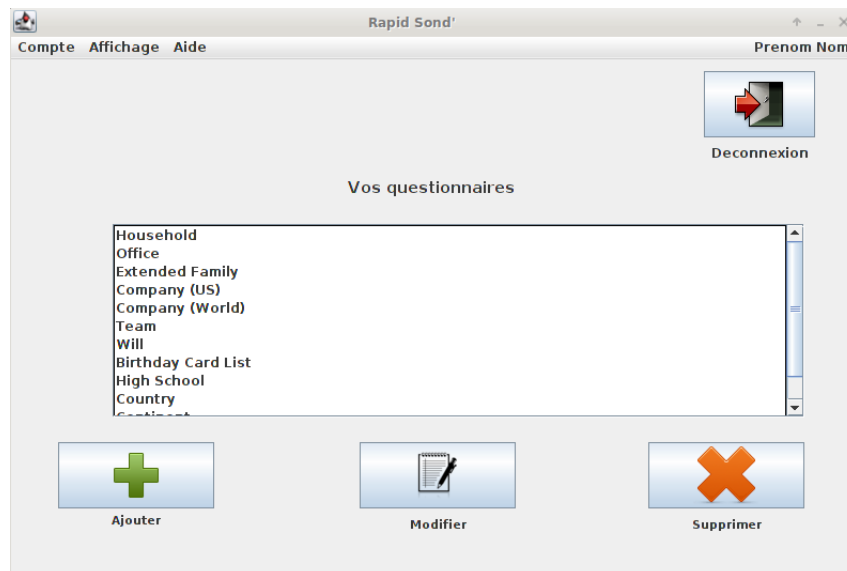 Rapid Sond'
Compte Affichage Aide Prenom Nom
Deconnexion
Vos questionnaires
Household
Office
Extended Family
Company (US)
Company (World)
Team
Will
Birthday Card List
High School
Country
Continent
Ajouter
Modifier
Supprimer